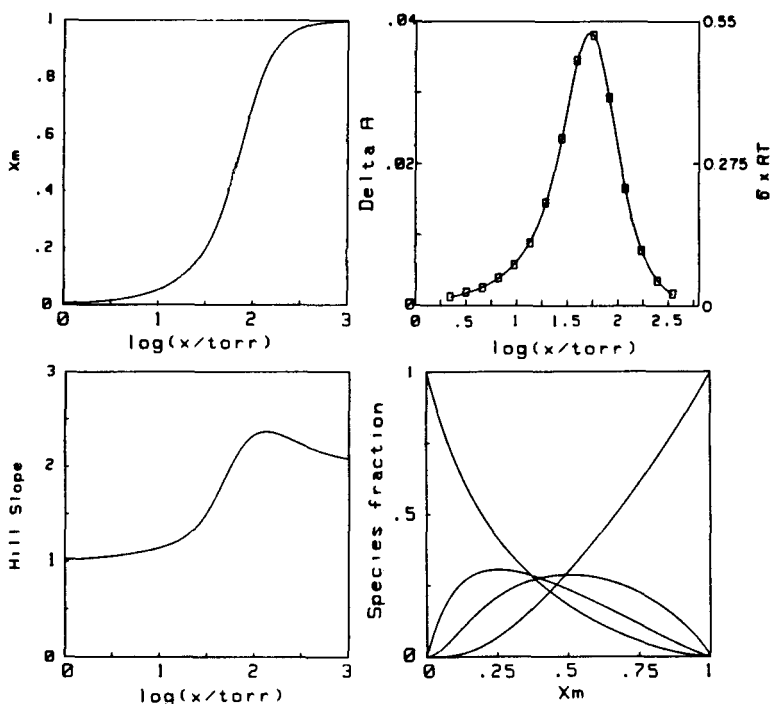 1
.8
.6
.4
.2
0
Xm
0 1 2 3
log(x/torr)
.04
.02
0
Delta A
0.55
0.275
0
б x RT
0 .5 1 1.5 2 2.5
log(x/torr)
3
2
1
0
Hill Slope
0 1 2 3
log(x/torr)
1
.5
0
Species fraction
0 .25 .5 .75 1
Xm